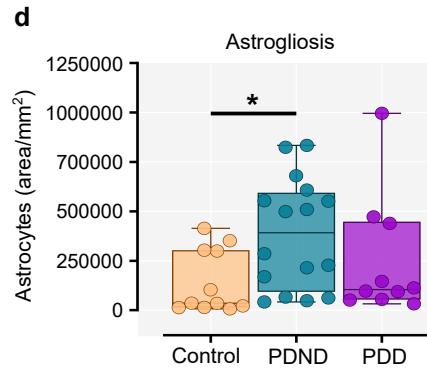 d
Astrogliosis
Astrocytes (area/mm²)
1250000
1000000
750000
500000
250000
0
*
Control PDND PDD